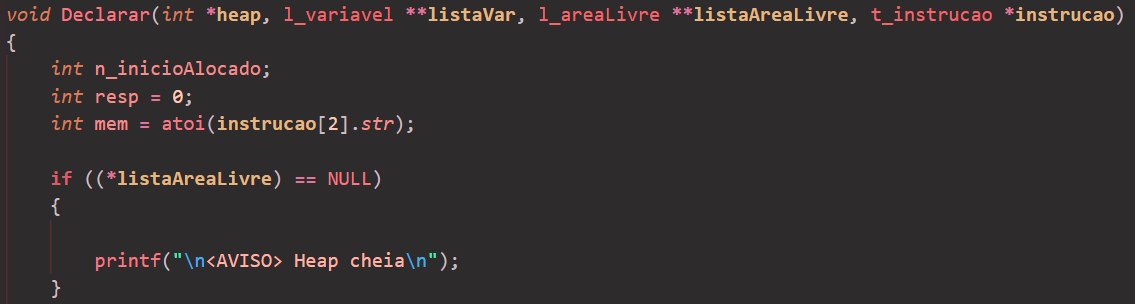 void Declarar(int *heap, l_variavel **listaVar, l_areaLivre **listaAreaLivre, t_instrucao *instrucao)
{
    int n_inicioAlocado;
    int resp = 0;
    int mem = atoi(instrucao[2].str);
    if ((*listaAreaLivre) == NULL)
    {
        printf("\n<AVISO> Heap cheia\n");
    }